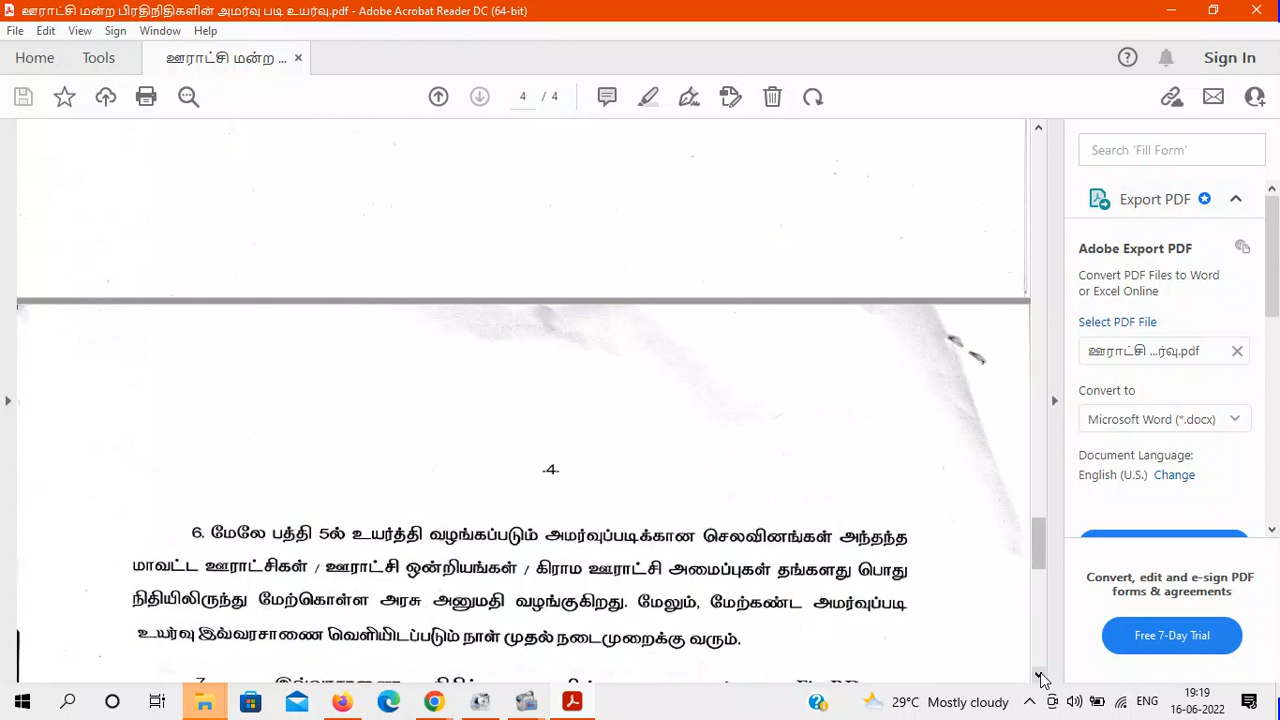 ஊராட்சி மன்ற பிரதிநிதிகளின் அமர்வு படி உயர்வு.pdf - Adobe Acrobat Reader DC (64-bit)
File Edit View Sign Window Help
Home Tools ஊராட்சி மன்ற ... × Sign In
4 / 4
Search 'Fill Form'
Export PDF
Adobe Export PDF
Convert PDF Files to Word
or Excel Online
Select PDF File
ஊராட்சி ...ர்வு.pdf
Convert to
Microsoft Word (*.docx)
Document Language:
English (U.S.) Change
Convert, edit and e-sign PDF
forms & agreements
Free 7-Day Trial
-4-
6. மேலே பத்தி 5ல் உயர்த்தி வழங்கப்படும் அமர்வுப்படிக்கான செலவினங்கள் அந்தந்த
மாவட்ட ஊராட்சிகள் / ஊராட்சி ஒன்றியங்கள் / கிராம ஊராட்சி அமைப்புகள் தங்களது பொது
நிதியிலிருந்து மேற்கொள்ள அரசு அனுமதி வழங்குகிறது. மேலும், மேற்கண்ட அமர்வுப்படி
உயர்வு இவ்வரசாணை வெளியிடப்படும் நாள் முதல் நடைமுறைக்கு வரும்.
29°C Mostly cloudy ENG 19:19
16-06-2022